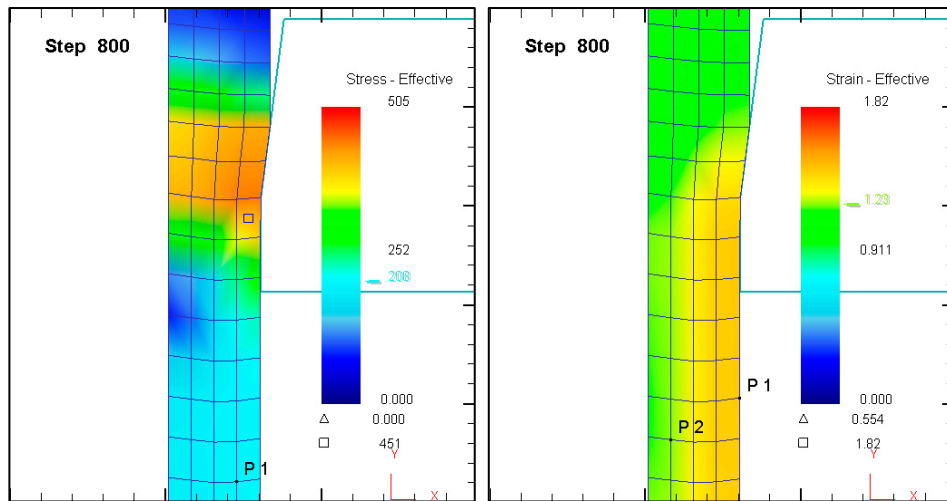 Step 800
Stress - Effective
505
252
208
0.000
0.000
451
P 1
Y
X
Step 800
Strain - Effective
1.82
1.23
0.911
0.000
0.554
1.82
P 1
P 2
Y
X